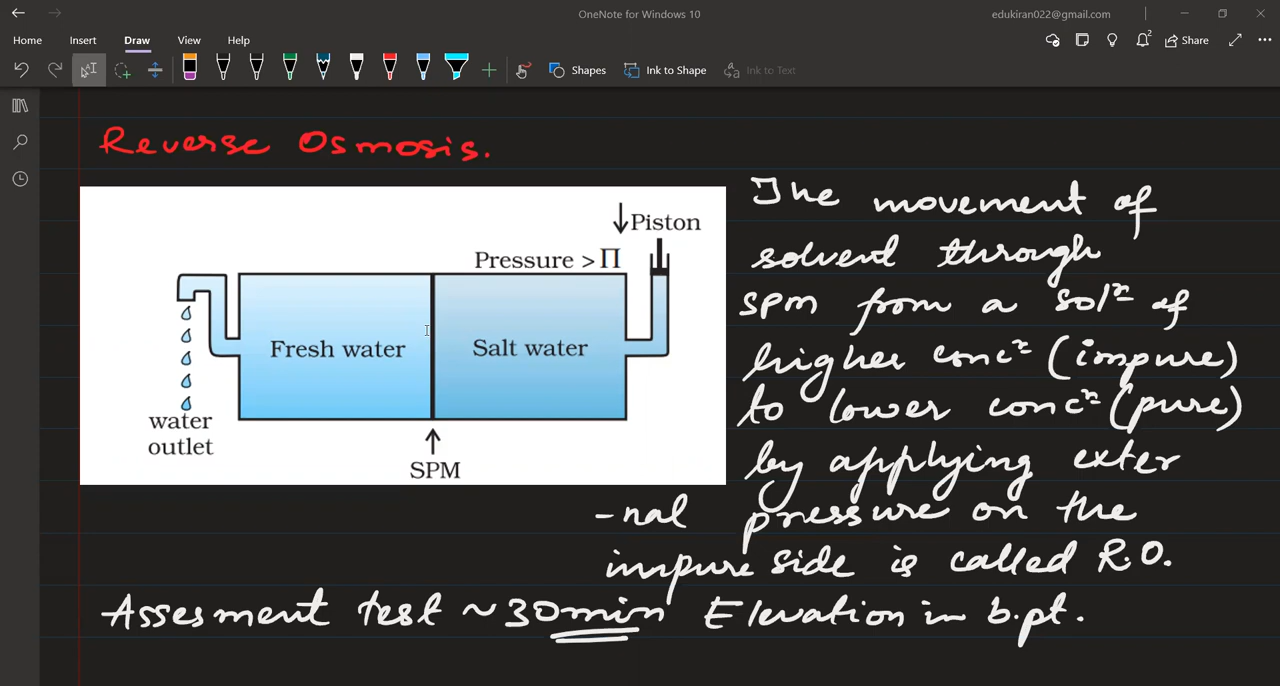 OneNote for Windows 10
edukiran022@gmail.com
Home Insert Draw View Help
Share
Shapes Ink to Shape Ink to Text
Reverse Osmosis.
Piston
Pressure > Π
Fresh water Salt water
water
outlet
SPM
The movement of
solvent through
SPM from a solⁿ of
higher concⁿ (impure)
to lower concⁿ (pure)
by applying exter
-nal pressure on the
impure side is called R.O.
Assesment test ~ 30min Elevation in b.pt.